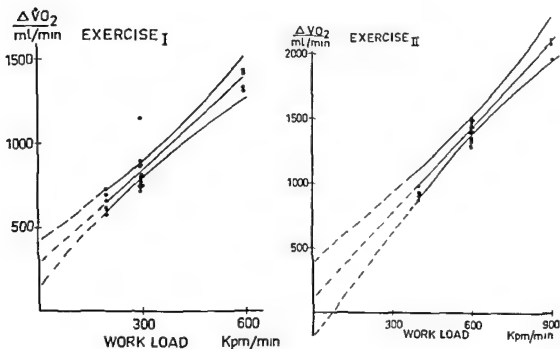 ΔV̇O₂
ml/min
EXERCISE I
1500
1000
500
300
600
WORK LOAD
Kpm/min
ΔV̇O₂
ml/min
EXERCISE II
2000
1500
1000
500
300
600
900
WORK LOAD
Kpm/min